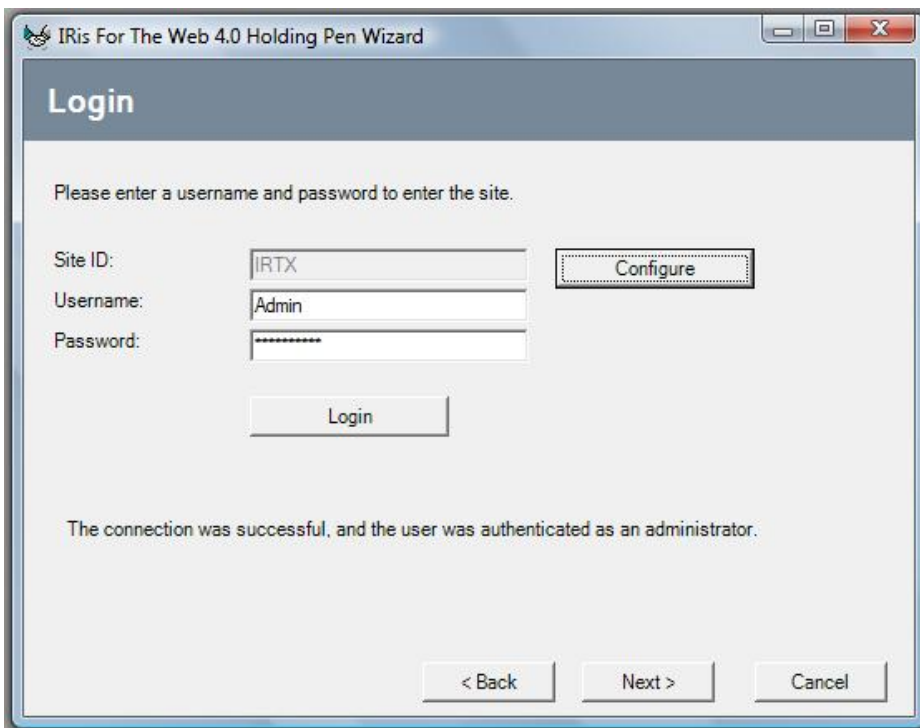 IRis For The Web 4.0 Holding Pen Wizard
Login
Please enter a username and password to enter the site.
Site ID: IRTX Configure
Username: Admin
Password: **********
Login
The connection was successful, and the user was authenticated as an administrator.
< Back Next > Cancel